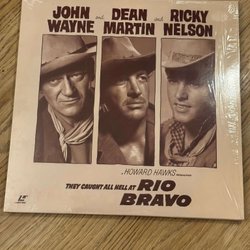 JOHN and DEAN and RICKY
WAYNE MARTIN NELSON
HOWARD HAWKS
THEY CAUGHT ALL HELL AT RIO
BRAVO